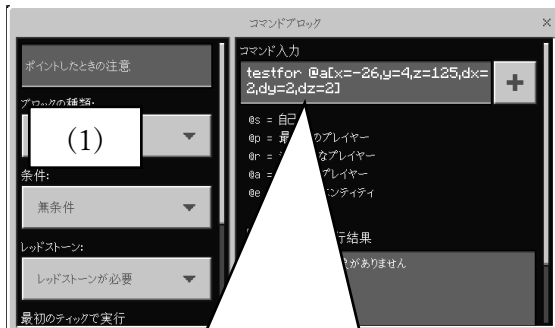 コマンドブロック
×
ポイントしたときの注意
ブロックの種類:
(1)
条件:
無条件
レッドストーン:
レッドストーンが必要
最初のティックで実行
コマンド入力
testfor @a[x=-26,y=4,z=125,dx=
2,dy=2,dz=2]
+
@s = 自己
@p = のプレイヤー
@r = なプレイヤー
@a = プレイヤー
@e = ンティティ
行結果
がありません